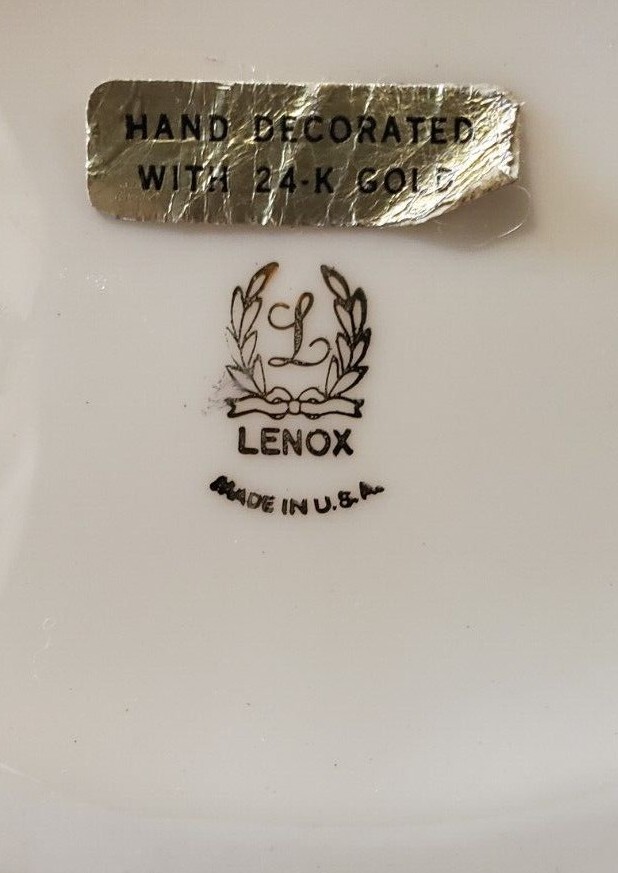 HAND DECORATED
WITH 24-K GOLD
L
LENOX
MADE IN U.S.A.